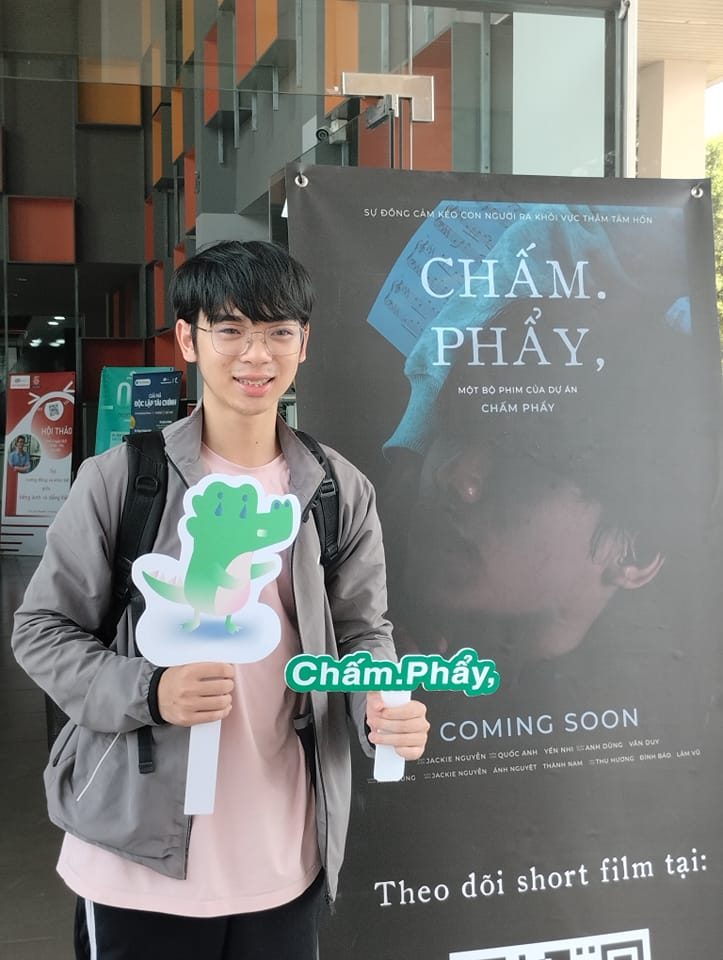 SỰ ĐỒNG CẢM KÉO CON NGƯỜI RA KHỎI VỰC THẲM TÂM HỒN
CHẤM.
PHẨY,
MỘT BỘ PHIM CỦA DỰ ÁN
CHẤM PHẨY
HỘI THẢO
ĐỘC LẬP TÀI CHÍNH
Chấm.Phẩy,
COMING SOON
JACKIE NGUYỄN QUỐC ANH YẾN NHI ANH DŨNG VĂN DUY
JACKIE NGUYỄN ÁNH NGUYỆT THÀNH NAM THU HƯƠNG ĐÌNH BẢO LÂM VŨ
Theo dõi short film tại: